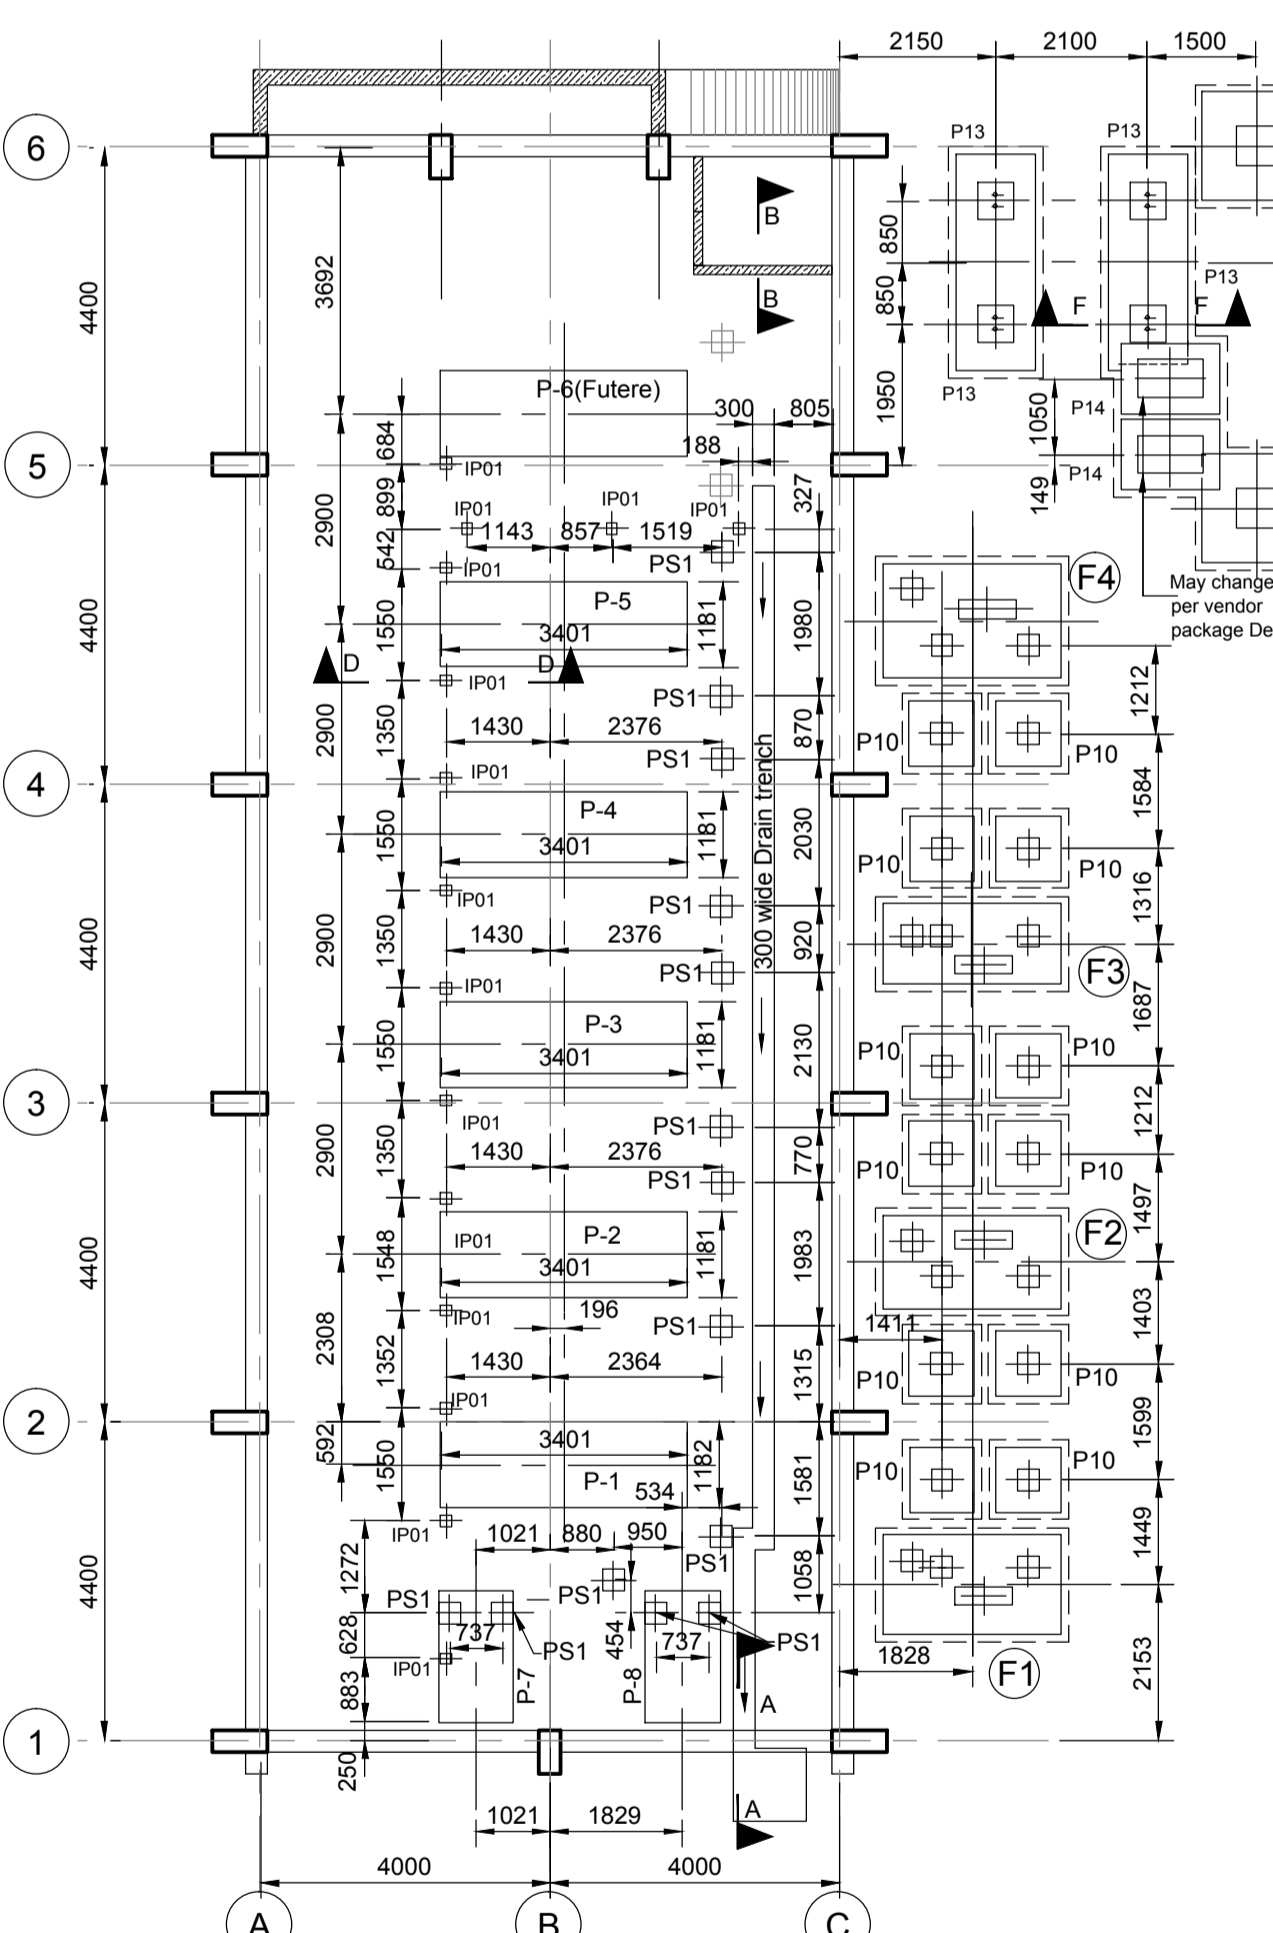 2150
2100
1500
6
P13
P13
B
850
3692
4400
P13
B
850
F
F
P-6(Futere)
P13
1950
300
805
P14
1050
684
188
5
IP01
P14
327
149
899
IP01
IP01
IP01
2900
1143
857
1519
542
PS1
IP01
F4
May change
per vendor
package De
P-5
1550
3401
1181
1980
4400
D
D
IP01
PS1
1212
1430
2376
870
P10
P10
2900
1350
PS1
IP01
4
1584
P-4
1550
3401
1181
2030
P10
P10
IP01
PS1
1316
300 wide Drain trench
4400
2900
1350
1430
2376
920
PS1
F3
IP01
1687
P-3
1550
3401
1181
2130
P10
P10
3
IP01
PS1
1212
2900
1350
1430
2376
770
P10
P10
PS1
1497
IP01
P-2
F2
4400
1548
3401
1181
1983
196
IP01
PS1
1411
1403
2308
1352
1430
2364
1315
P10
P10
IP01
2
592
1550
3401
1182
1599
P-1
534
1581
P10
P10
IP01
1021
880
950
PS1
1272
1449
4400
1058
PS1
PS1
628
737
454
737
PS1
PS1
IP01
P-7
P-8
883
A
1828
F1
2153
1
250
1021
1829
A
4000
4000
A
B
C